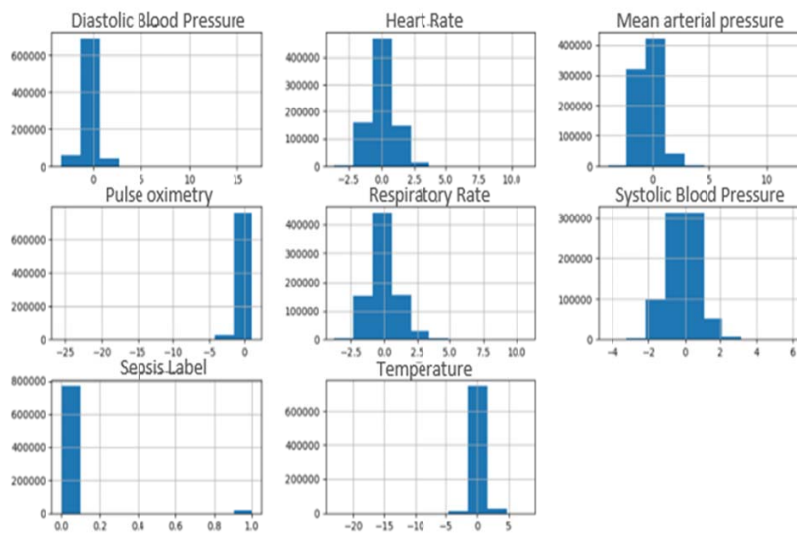 Diastolic Blood Pressure
600000
400000
200000
0
0 5 10 15
Heart Rate
400000
300000
200000
100000
0
−2.5 0.0 2.5 5.0 7.5 10.0
Mean arterial pressure
400000
300000
200000
100000
0
0 5 10
Pulse oximetry
600000
400000
200000
0
−25 −20 −15 −10 −5 0
Respiratory Rate
400000
300000
200000
100000
0
−2.5 0.0 2.5 5.0 7.5 10.0
Systolic Blood Pressure
300000
200000
100000
0
−4 −2 0 2 4 6
Sepsis Label
800000
600000
400000
200000
0
0.0 0.2 0.4 0.6 0.8 1.0
Temperature
600000
400000
200000
0
−20 −15 −10 −5 0 5